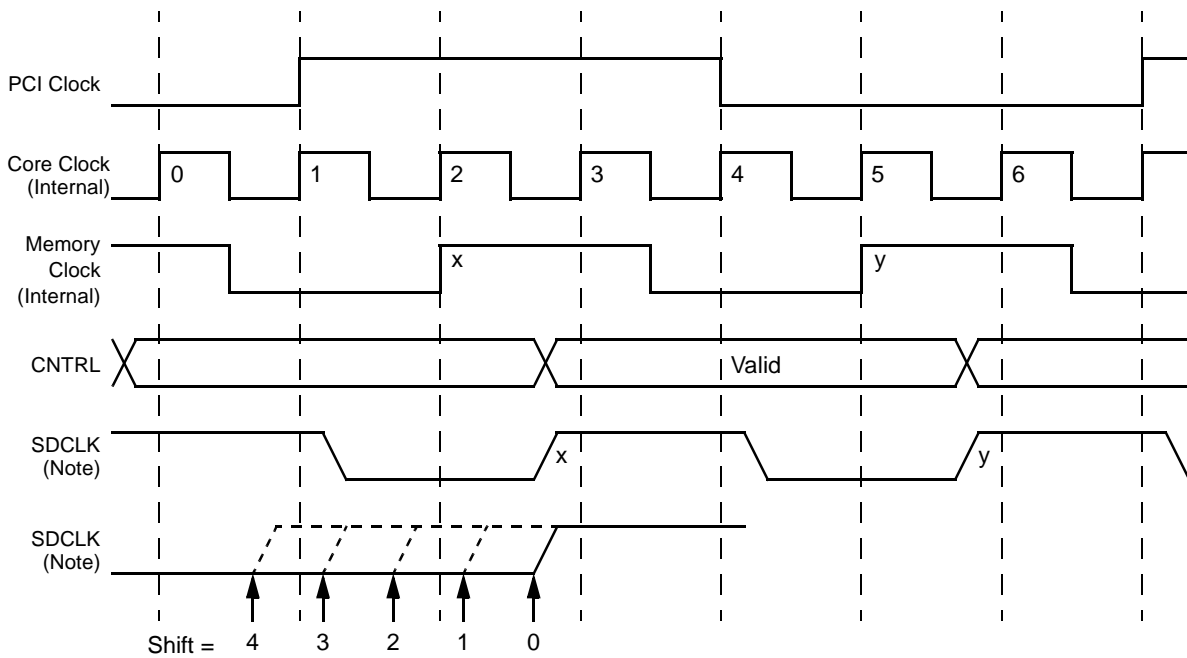 PCI Clock
Core Clock
(Internal)
0 1 2 3 4 5 6
Memory
Clock
(Internal)
x y
CNTRL
Valid
SDCLK
(Note)
x y
SDCLK
(Note)
Shift = 4 3 2 1 0